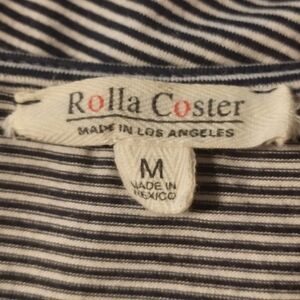 Rolla Coster
MADE IN LOS ANGELES
M
MADE IN
MEXICO